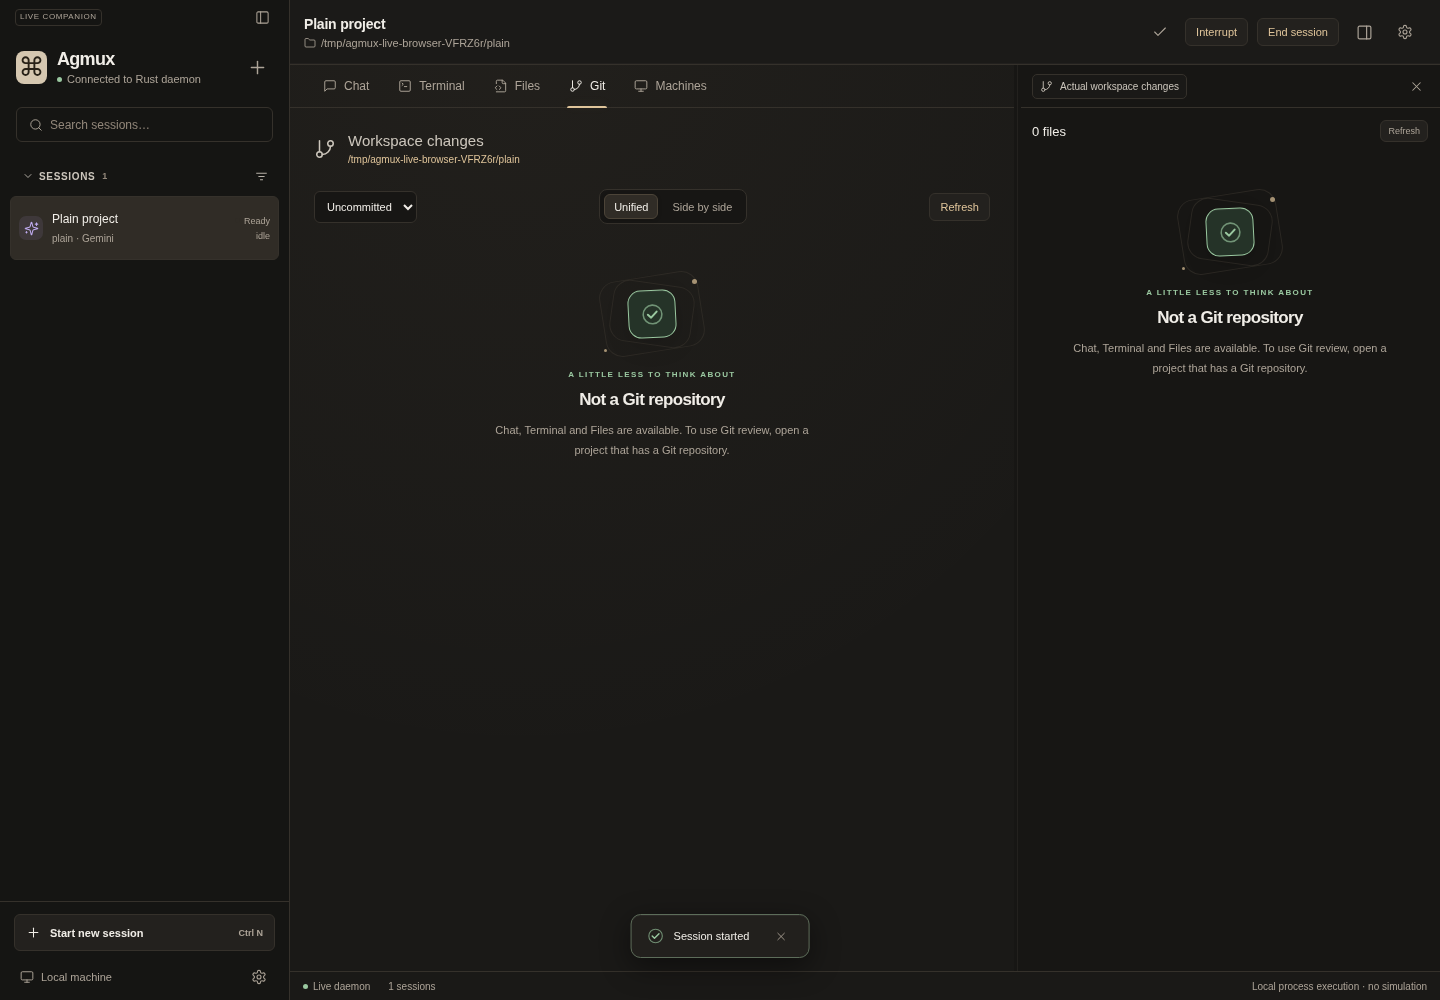 LIVE COMPANION
Agmux
Connected to Rust daemon
Search sessions…
SESSIONS 1
Plain project
plain · Gemini
Ready
idle
Start new session
Ctrl N
Local machine
Plain project
/tmp/agmux-live-browser-VFRZ6r/plain
Interrupt
End session
Chat
Terminal
Files
Git
Machines
Workspace changes
/tmp/agmux-live-browser-VFRZ6r/plain
Uncommitted
Unified
Side by side
Refresh
A LITTLE LESS TO THINK ABOUT
Not a Git repository
Chat, Terminal and Files are available. To use Git review, open a
project that has a Git repository.
Actual workspace changes
0 files
Refresh
A LITTLE LESS TO THINK ABOUT
Not a Git repository
Chat, Terminal and Files are available. To use Git review, open a
project that has a Git repository.
Session started
Live daemon
1 sessions
Local process execution · no simulation